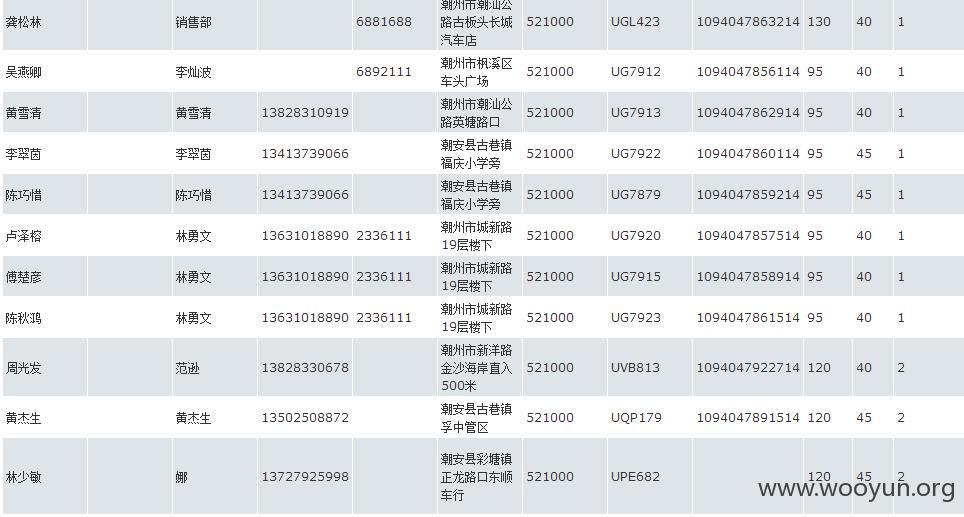 潮州市潮汕公
龚松林 销售部 6881688 路古板头长城 521000 UGL423 1094047863214 130 40 1
汽车店
吴燕卿 李灿波 6892111 潮州市枫溪区 521000 UG7912 1094047856114 95 40 1
车头广场
黄雪清 黄雪清 13828310919 潮州市潮汕公 521000 UG7913 1094047862914 95 40 1
路英塘路口
李翠茵 李翠茵 13413739066 潮安县古巷镇 521000 UG7922 1094047860114 95 45 1
福庆小学旁
陈巧惜 陈巧惜 13413739066 潮安县古巷镇 521000 UG7879 1094047859214 95 45 1
福庆小学旁
卢泽榕 林勇文 13631018890 2336111 潮州市城新路 521000 UG7920 1094047857514 95 40 1
19层楼下
傅楚彦 林勇文 13631018890 2336111 潮州市城新路 521000 UG7915 1094047858914 95 40 1
19层楼下
陈秋鸿 林勇文 13631018890 2336111 潮州市城新路 521000 UG7923 1094047861514 95 40 1
19层楼下
潮州市新洋路
周光发 范逊 13828330678 金沙海岸直入 521000 UVB813 1094047922714 120 40 2
500米
黄杰生 黄杰生 13502508872 潮安县古巷镇 521000 UQP179 1094047891514 120 45 2
孚中管区
潮安县彩塘镇
林少敏 娜 13727925998 正龙路口东顺 521000 UPE682 120 45 2
车行
www.wooyun.org